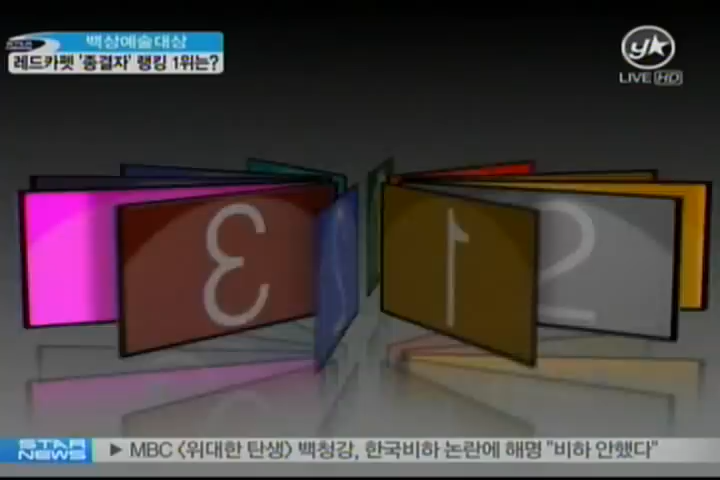 백상예술대상
레드카펫 '종결자' 랭킹 1위는?
y★
LIVE HD
3
1
2
STAR NEWS
▶ MBC <위대한 탄생> 백청강, 한국비하 논란에 해명 "비하 안했다"